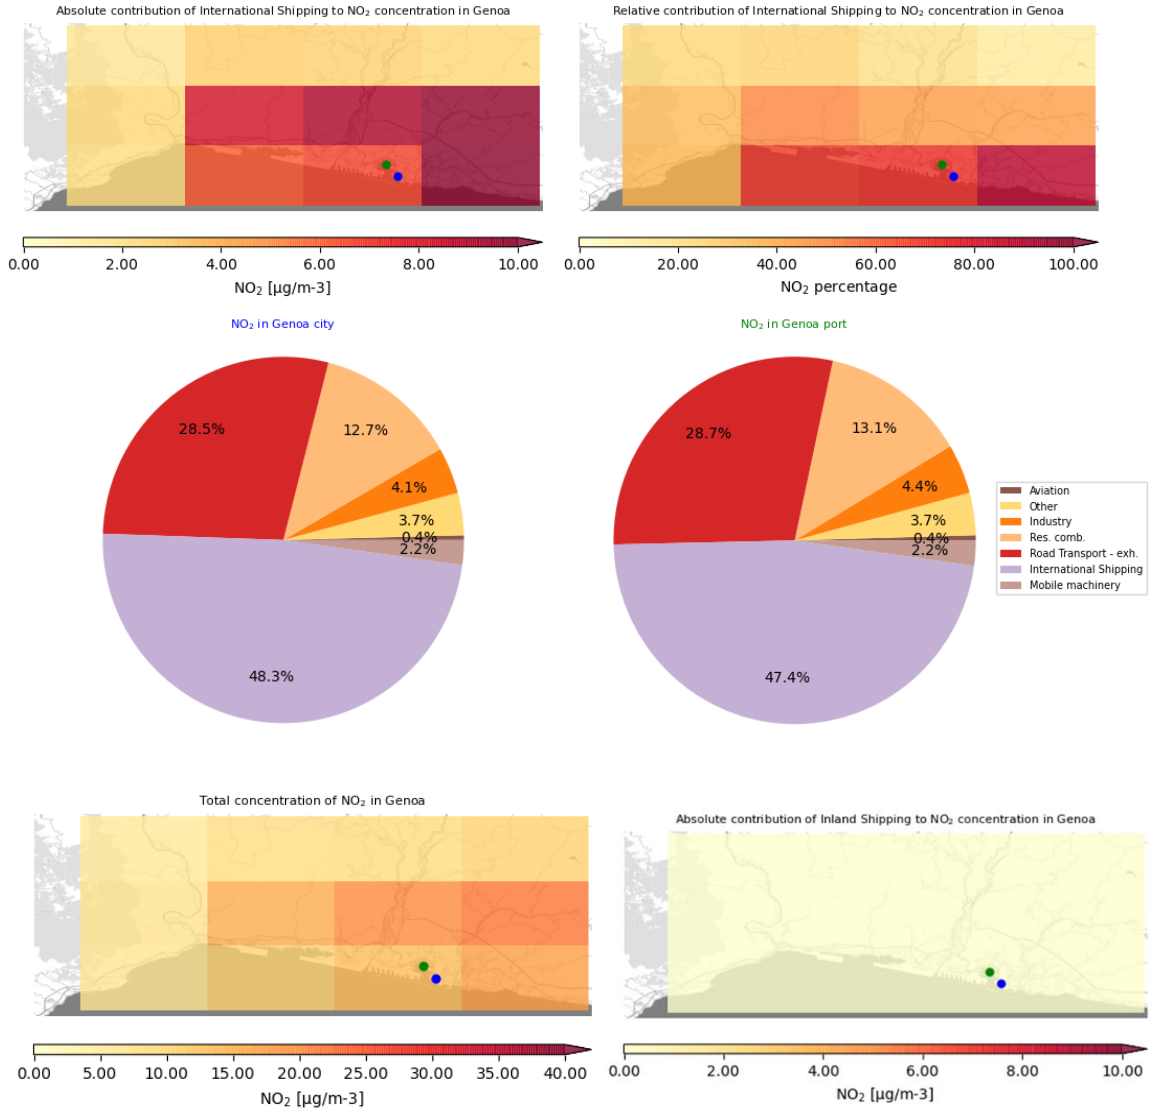 Absolute contribution of International Shipping to NO₂ concentration in Genoa
Relative contribution of International Shipping to NO₂ concentration in Genoa
0.00 2.00 4.00 6.00 8.00 10.00
NO₂ [µg/m-3]
0.00 20.00 40.00 60.00 80.00 100.00
NO₂ percentage
NO₂ in Genoa city
28.5%
12.7%
4.1%
3.7%
0.4%
2.2%
48.3%
NO₂ in Genoa port
28.7%
13.1%
4.4%
3.7%
0.4%
2.2%
47.4%
Aviation
Other
Industry
Res. comb.
Road Transport - exh.
International Shipping
Mobile machinery
Total concentration of NO₂ in Genoa
0.00 5.00 10.00 15.00 20.00 25.00 30.00 35.00 40.00
NO₂ [µg/m-3]
Absolute contribution of Inland Shipping to NO₂ concentration in Genoa
0.00 2.00 4.00 6.00 8.00 10.00
NO₂ [µg/m-3]